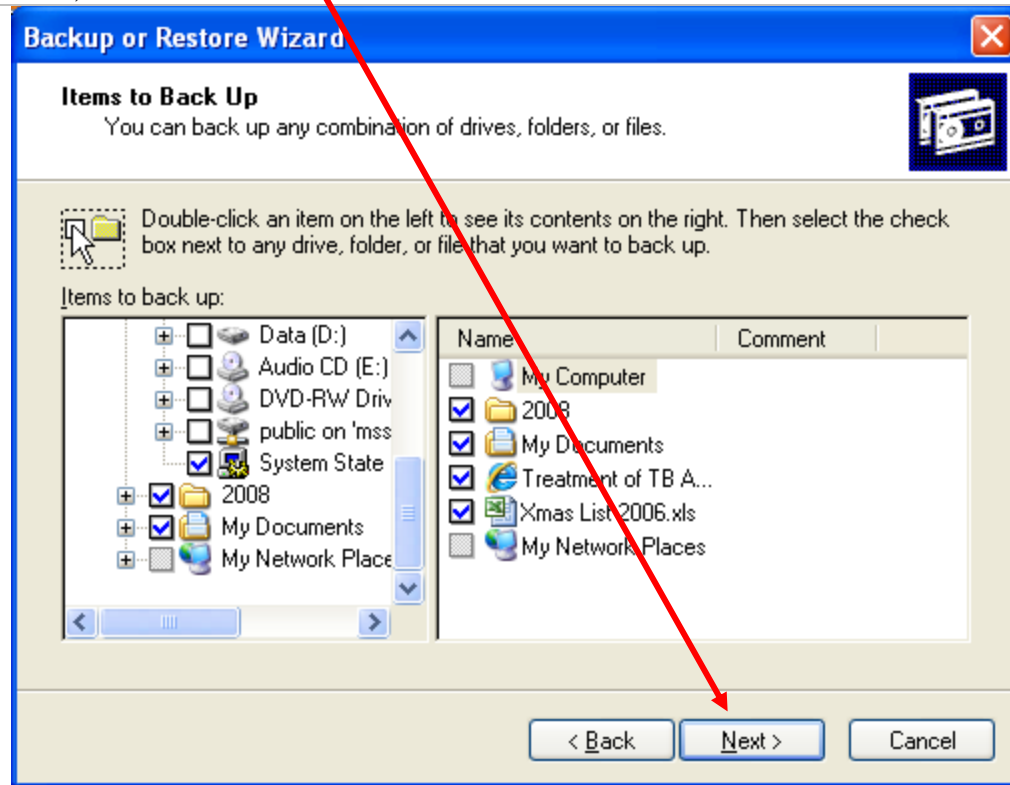 Backup or Restore Wizard
Items to Back Up
You can back up any combination of drives, folders, or files.
Double-click an item on the left to see its contents on the right. Then select the check
box next to any drive, folder, or file that you want to back up.
Items to back up:
Data (D:)
Audio CD (E:)
DVD-RW Driv
public on 'mss
System State
2008
My Documents
My Network Place
Name Comment
My Computer
2008
My Documents
Treatment of TB A...
Xmas List 2006.xls
My Network Places
< Back Next > Cancel